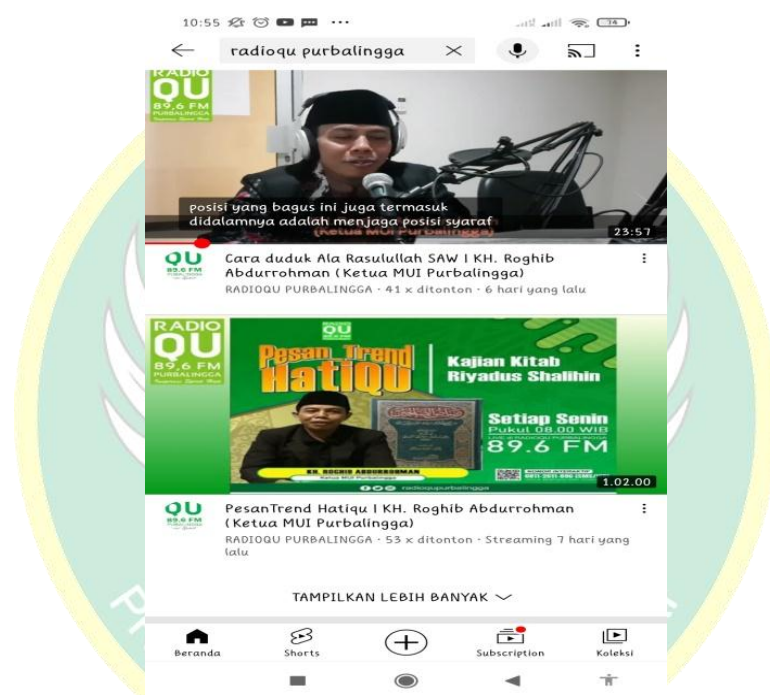 10:55
34
radioqu purbalingga
RADIO
QU
89,6 FM
PURBALINGGA
posisi yang bagus ini juga termasuk
didalamnya adalah menjaga posisi syaraf
(Ketua MUI Purbalingga)
23:57
QU
89.6 FM
Cara duduk Ala Rasulullah SAW | KH. Roghib
Abdurrohman (Ketua MUI Purbalingga)
RADIOQU PURBALINGGA · 41 x ditonton · 6 hari yang lalu
RADIO
QU
89,6 FM
PURBALINGGA
QU
Pesan Trend
HatiQu
Kajian Kitab
Riyadus Shalihin
Setiap Senin
Pukul 08.00 WIB
89.6 FM
KH. ROGHIB ABDURROHMAN
Ketua MUI Purbalingga
radioqupurbalingga
1.02.00
QU
89.6 FM
PesanTrend Hatiqu | KH. Roghib Abdurrohman
(Ketua MUI Purbalingga)
RADIOQU PURBALINGGA · 53 x ditonton · Streaming 7 hari yang
lalu
TAMPILKAN LEBIH BANYAK
Beranda
Shorts
Subscription
Koleksi